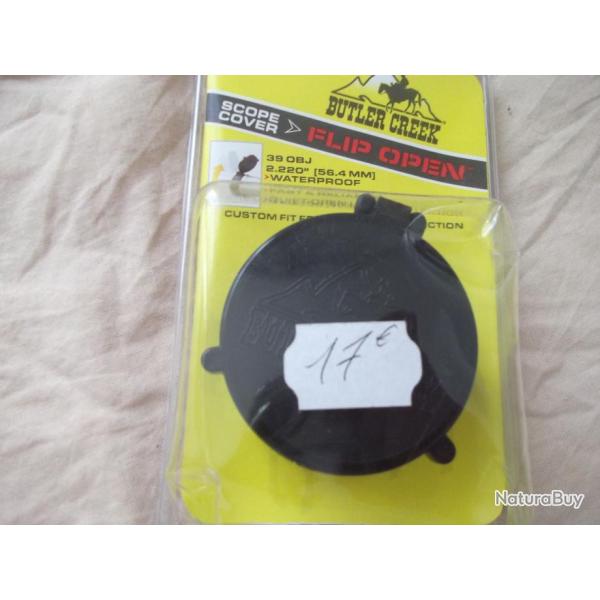 BUTLER CREEK
SCOPE COVER > FLIP OPEN
39 OBJ
2.220" [56.4 MM]
>WATERPROOF
CUSTOM FIT
17€
NaturaBuy